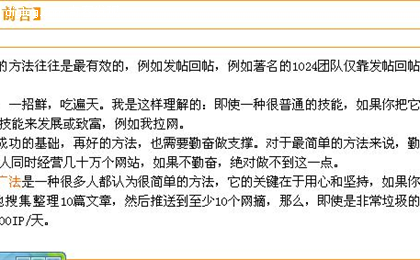 前言】
的方法往往是最有效的，例如发帖回帖，例如著名的1024团队仅靠发帖回帖
一招鲜，吃遍天。我是这样理解的：即使一种很普通的技能，如果你把它
技能来发展或致富，例如我拉网。
成功的基础，再好的方法，也需要勤奋做支撑。对于最简单的方法来说，勤
人同时经营几十万个网站，如果不勤奋，绝对做不到这一点。
广法是一种很多人都认为很简单的方法，它的关键在于用心和坚持，如果你
也搜集整理10篇文章，然后推送到至少10个网摘，那么，即使是非常垃圾的
00IP/天。